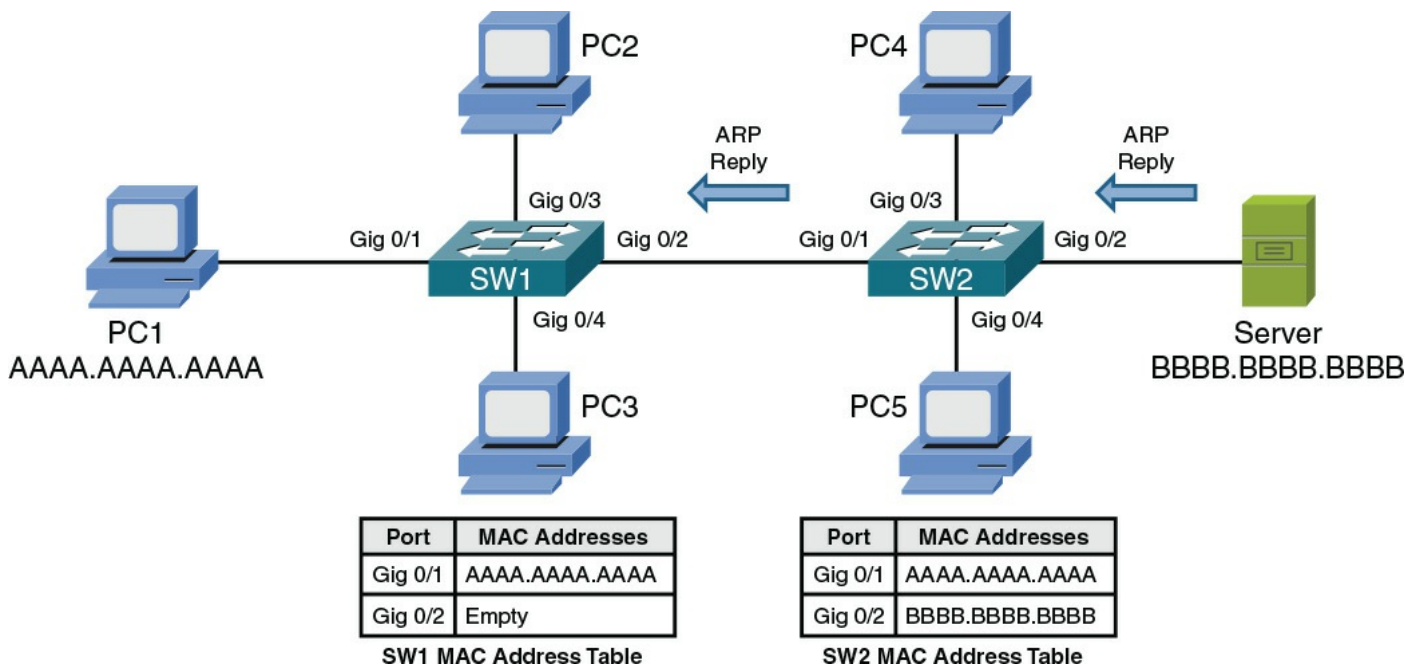 PC2
PC4
ARP
Reply
ARP
Reply
Gig 0/3
Gig 0/3
Gig 0/1
Gig 0/2
Gig 0/1
Gig 0/2
SW1
SW2
Gig 0/4
Gig 0/4
PC1
AAAA.AAAA.AAAA
Server
BBBB.BBBB.BBBB
PC3
PC5
Port MAC Addresses
Gig 0/1 AAAA.AAAA.AAAA
Gig 0/2 Empty
SW1 MAC Address Table
Port MAC Addresses
Gig 0/1 AAAA.AAAA.AAAA
Gig 0/2 BBBB.BBBB.BBBB
SW2 MAC Address Table